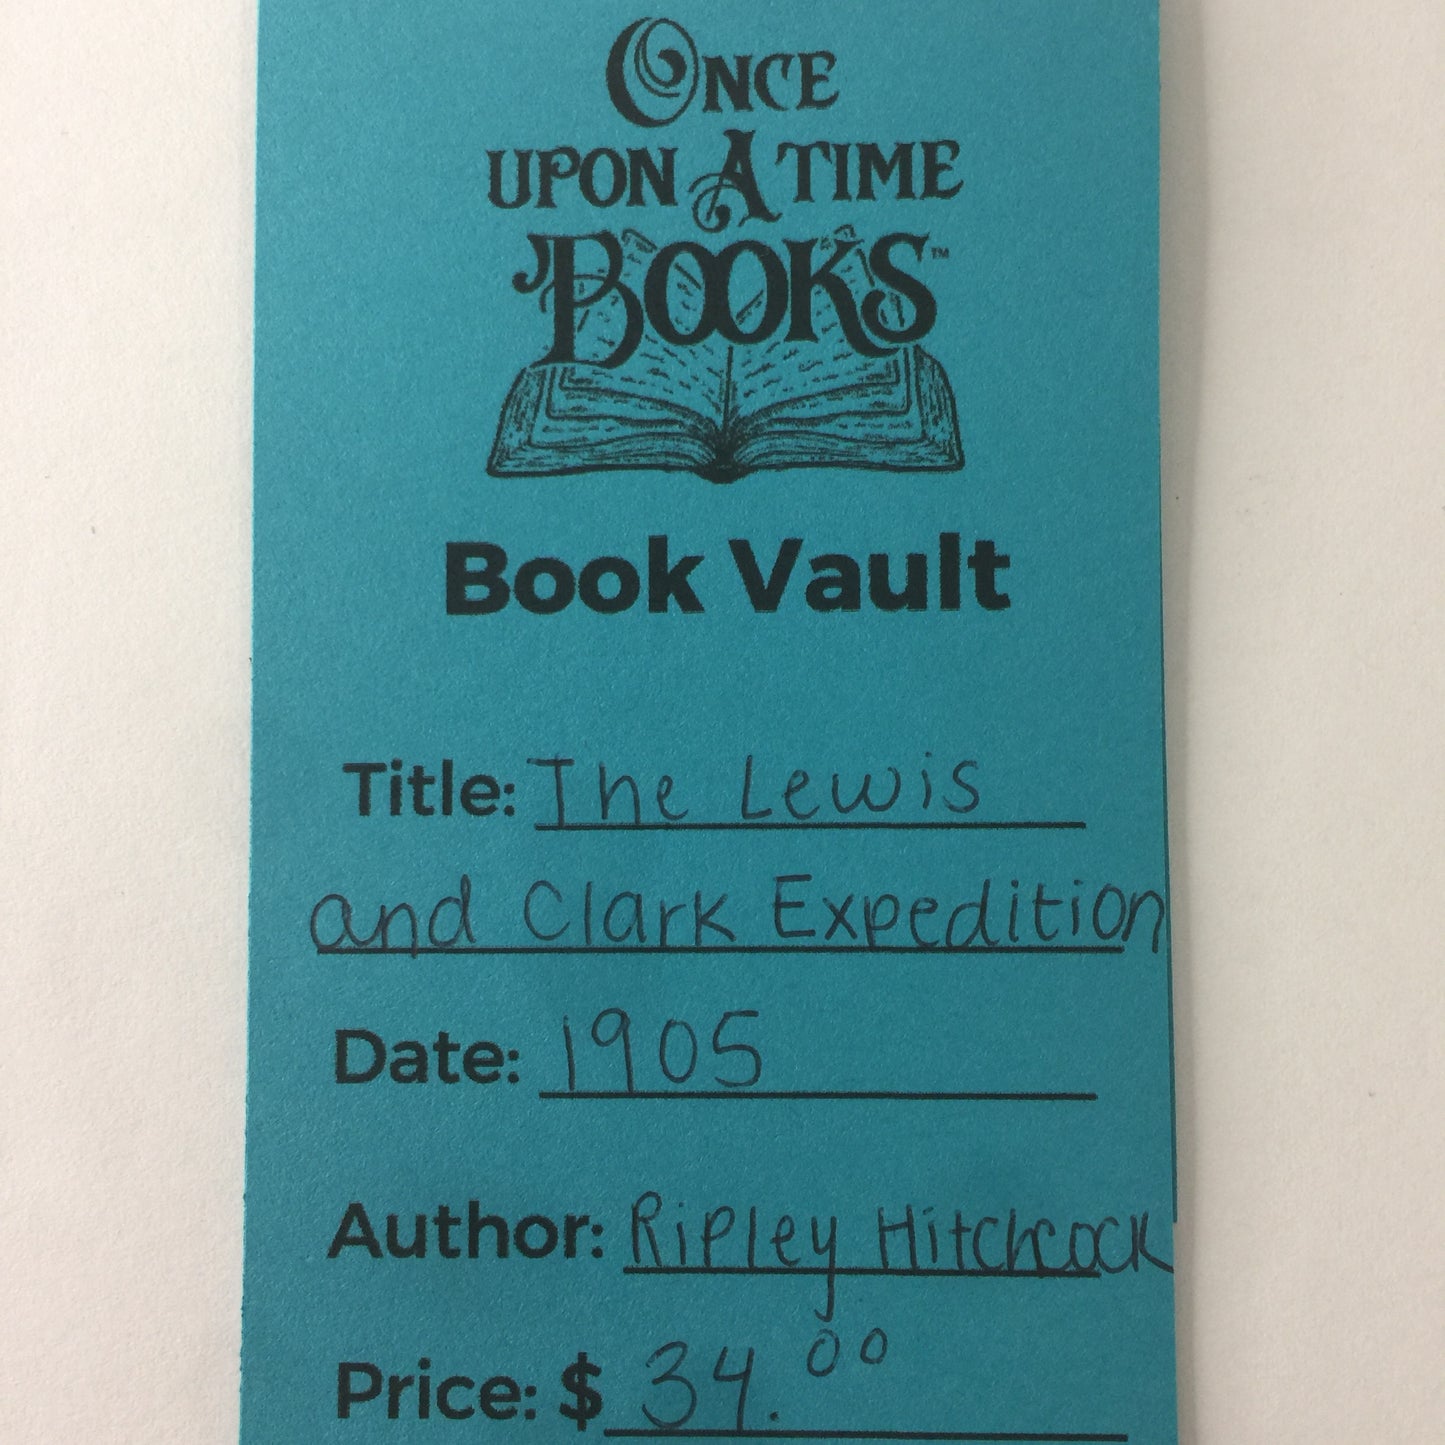 ONCE
UPON A TIME
BOOKS™
Book Vault
Title: The Lewis
and Clark Expedition
Date: 1905
Author: Ripley Hitchcock
Price: $ 34.00